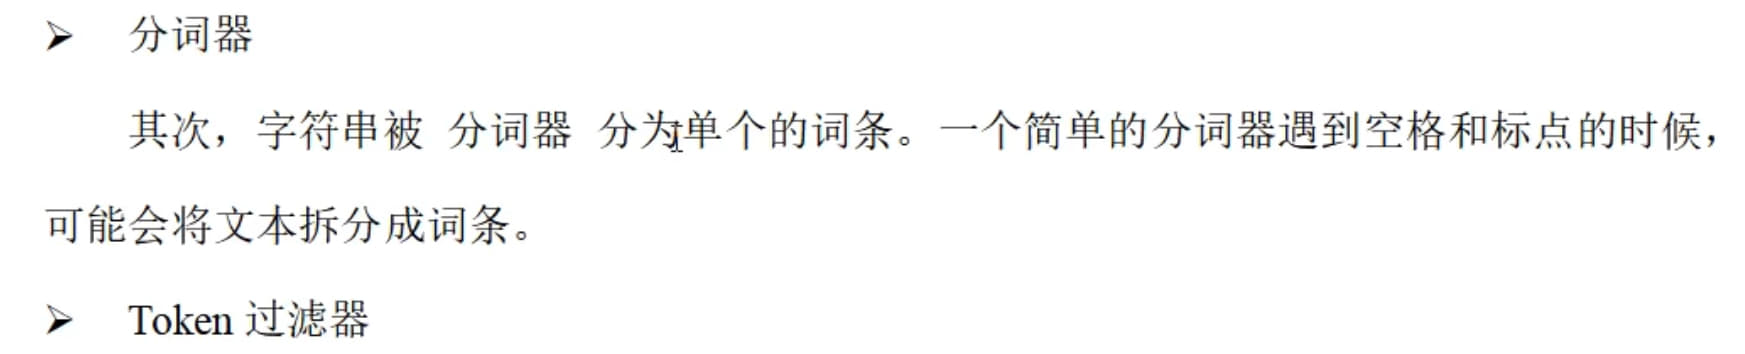 ➢ 分词器
其次，字符串被 分词器 分为单个的词条。一个简单的分词器遇到空格和标点的时候，
可能会将文本拆分成词条。
➢ Token 过滤器